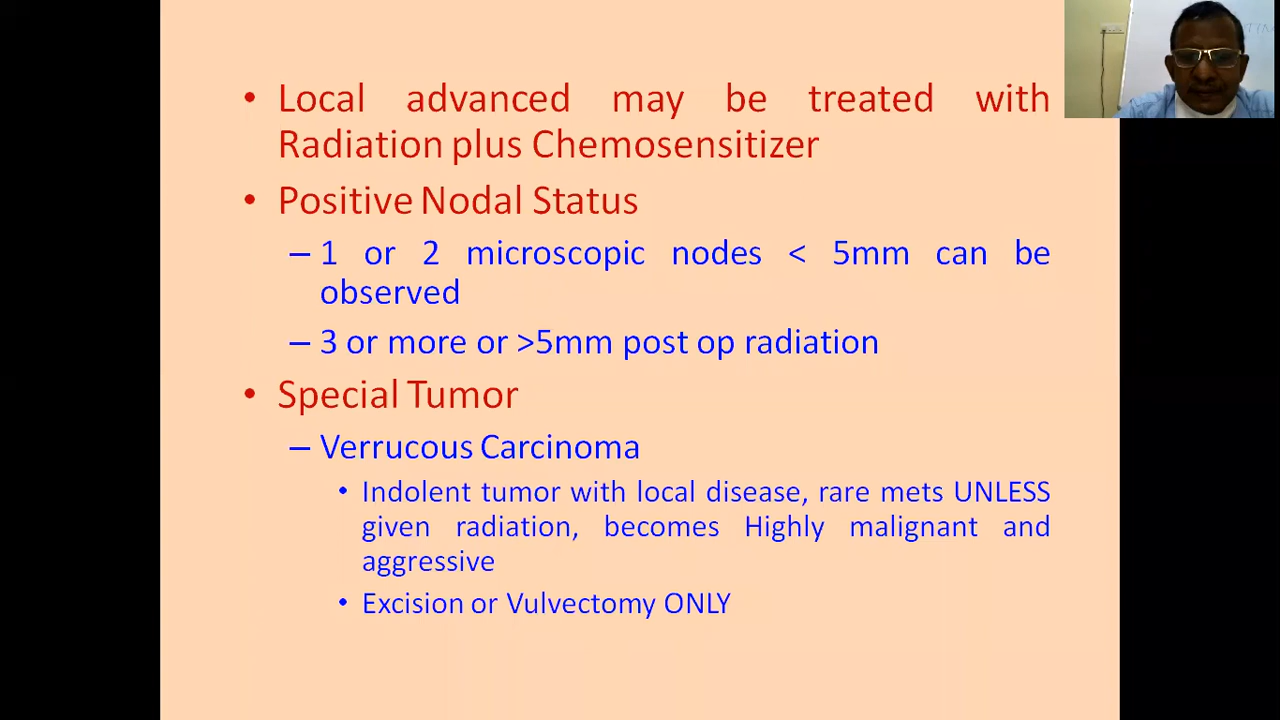 • Local advanced may be treated with
Radiation plus Chemosensitizer
• Positive Nodal Status
– 1 or 2 microscopic nodes < 5mm can be
observed
– 3 or more or >5mm post op radiation
• Special Tumor
– Verrucous Carcinoma
• Indolent tumor with local disease, rare mets UNLESS
given radiation, becomes Highly malignant and
aggressive
• Excision or Vulvectomy ONLY